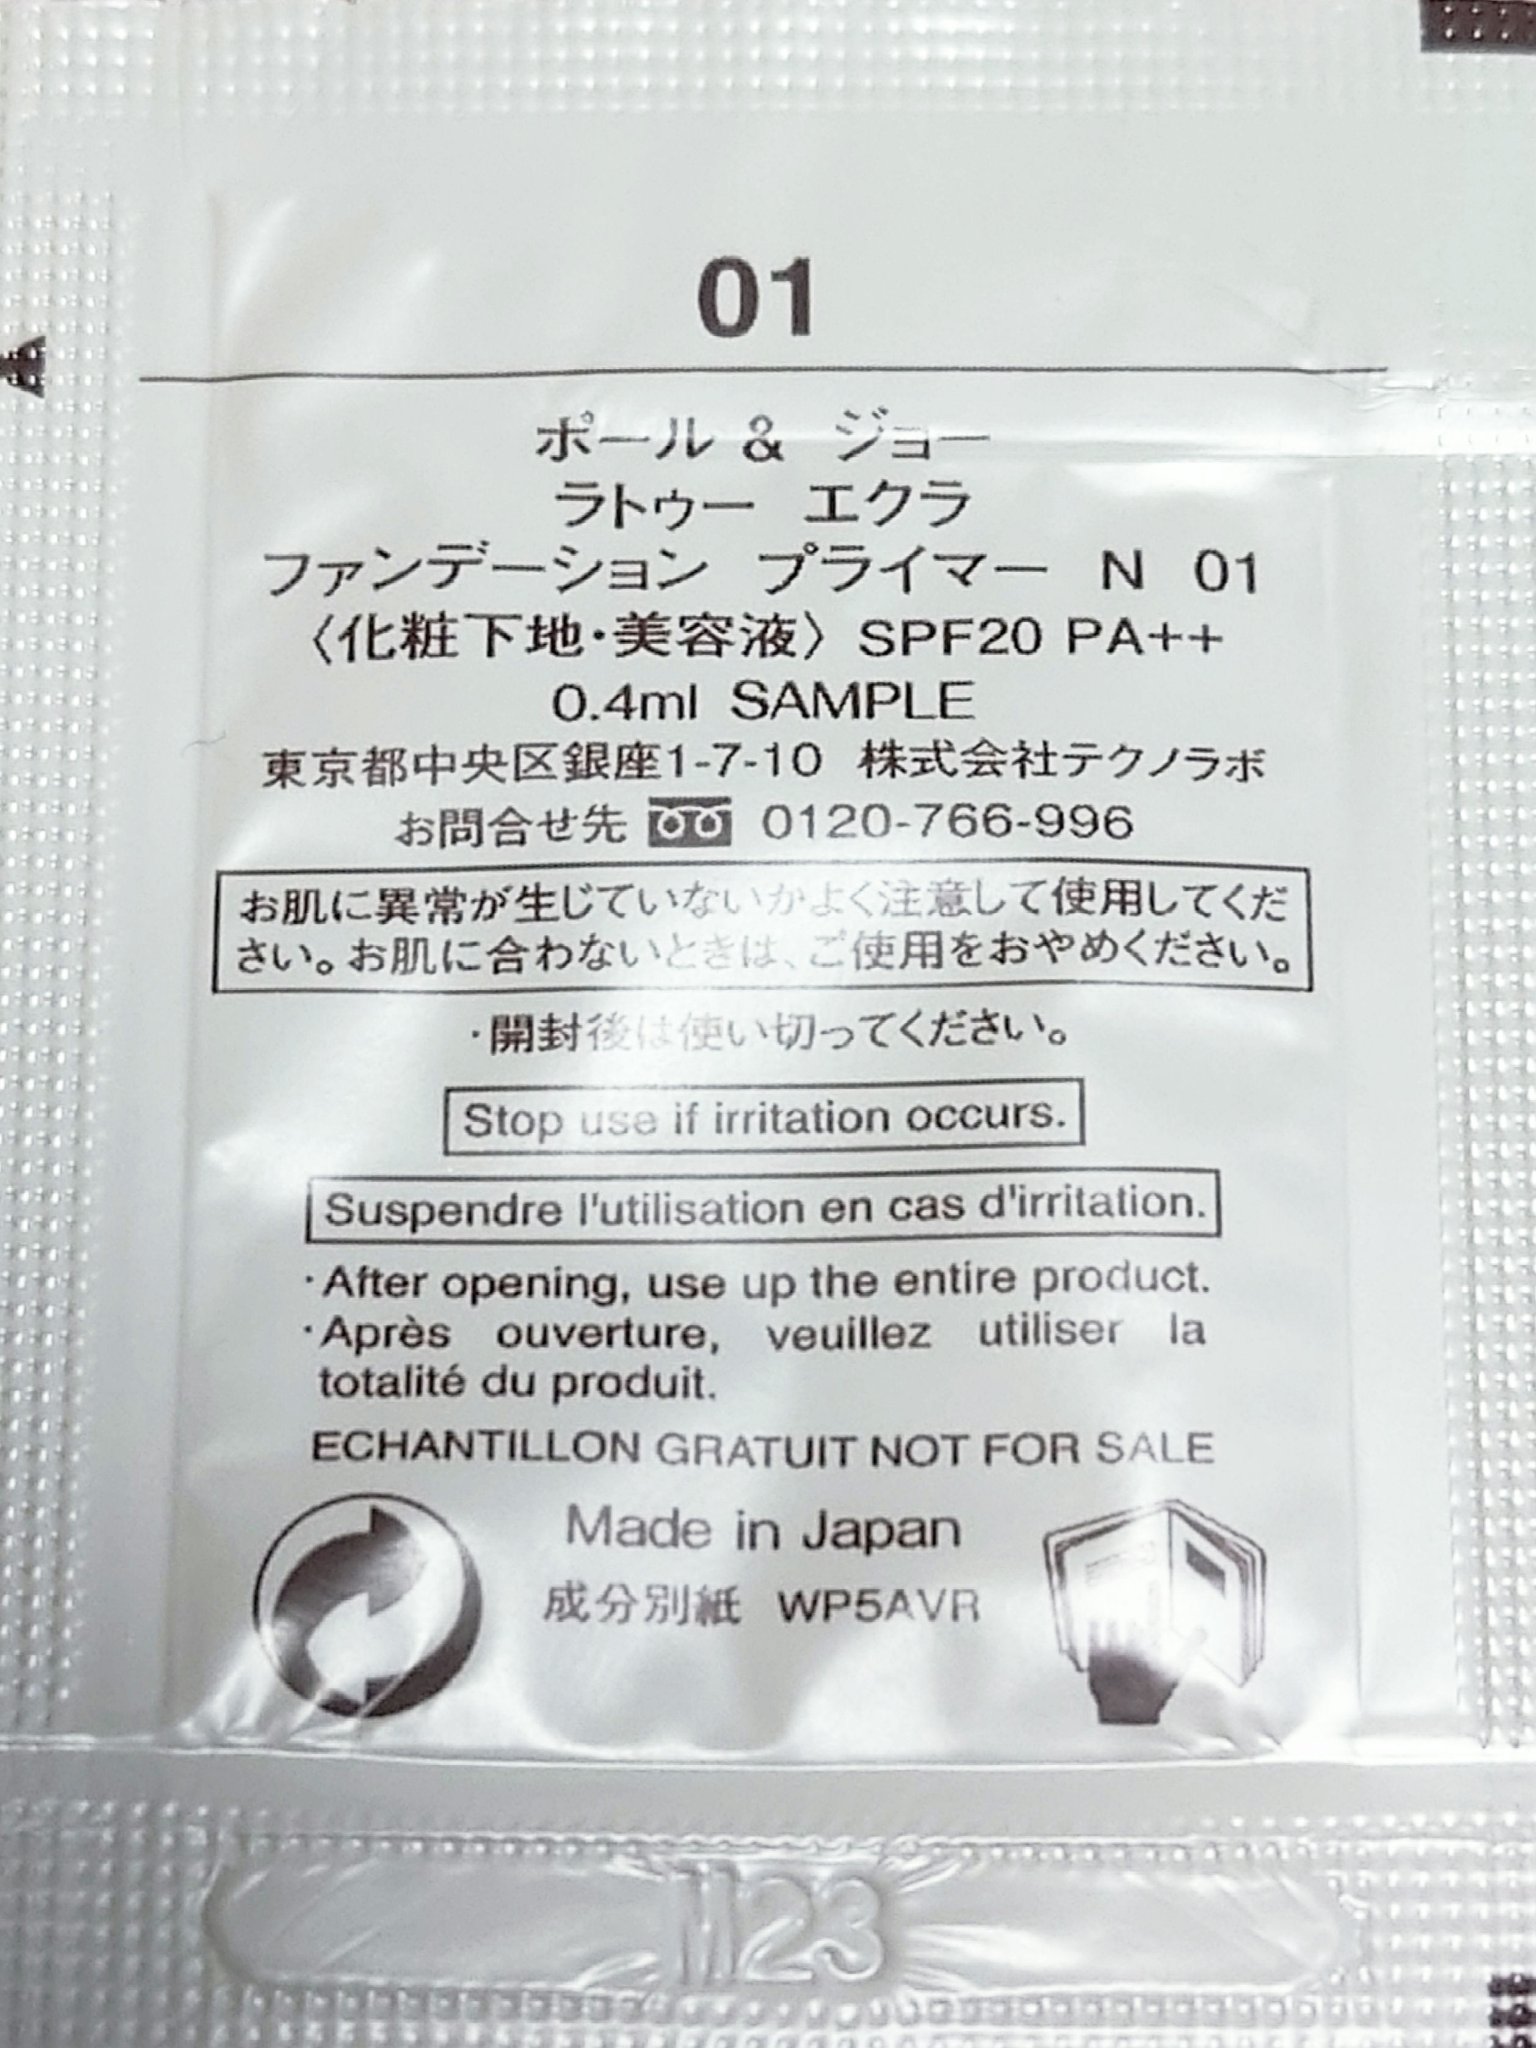 01
ポール & ジョー
ラトゥー エクラ
ファンデーション プライマー N 01
〈化粧下地・美容液〉SPF20 PA++
0.4ml SAMPLE
東京都中央区銀座1-7-10 株式会社テクノラボ
お問合せ先 0120-766-996
お肌に異常が生じていないかよく注意して使用してくだ
さい。お肌に合わないときは、ご使用をおやめください。
・開封後は使い切ってください。
Stop use if irritation occurs.
Suspendre l'utilisation en cas d'irritation.
・After opening, use up the entire product.
・Après ouverture, veuillez utiliser la
totalité du produit.
ECHANTILLON GRATUIT NOT FOR SALE
Made in Japan
成分別紙 WP5AVR